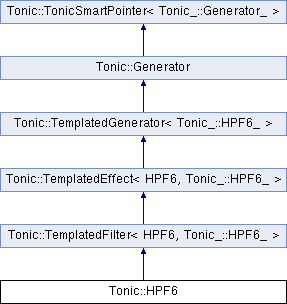 Tonic::TonicSmartPointer< Tonic_::Generator_ >
Tonic::Generator
Tonic::TemplatedGenerator< Tonic_::HPF6_ >
Tonic::TemplatedEffect< HPF6, Tonic_::HPF6_ >
Tonic::TemplatedFilter< HPF6, Tonic_::HPF6_ >
Tonic::HPF6